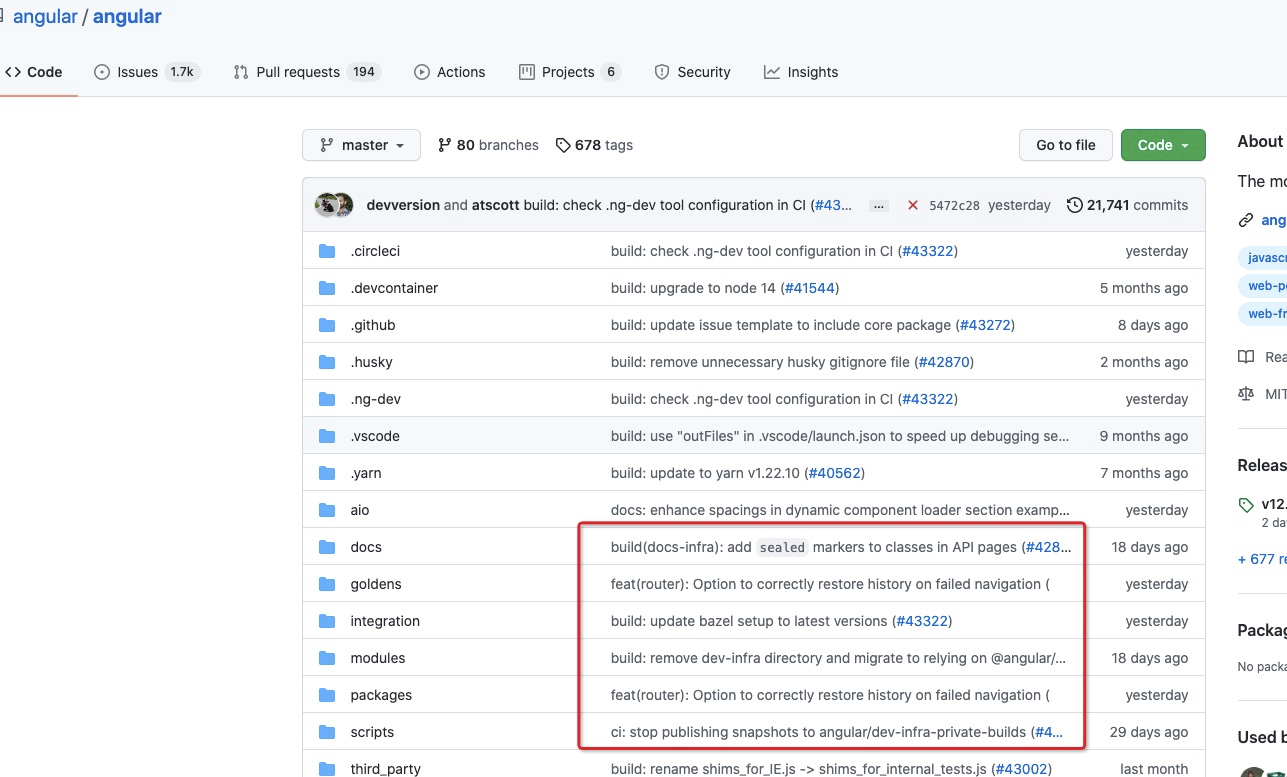 angular / angular
Code Issues 1.7k Pull requests 194 Actions Projects 6 Security Insights
master 80 branches 678 tags Go to file Code
devversion and atscott build: check .ng-dev tool configuration in CI (#43... ... 5472c28 yesterday 21,741 commits
.circleci build: check .ng-dev tool configuration in CI (#43322) yesterday
.devcontainer build: upgrade to node 14 (#41544) 5 months ago
.github build: update issue template to include core package (#43272) 8 days ago
.husky build: remove unnecessary husky gitignore file (#42870) 2 months ago
.ng-dev build: check .ng-dev tool configuration in CI (#43322) yesterday
.vscode build: use "outFiles" in .vscode/launch.json to speed up debugging se... 9 months ago
.yarn build: update to yarn v1.22.10 (#40562) 7 months ago
aio docs: enhance spacings in dynamic component loader section examp... yesterday
docs build(docs-infra): add sealed markers to classes in API pages (#428... 18 days ago
goldens feat(router): Option to correctly restore history on failed navigation ( yesterday
integration build: update bazel setup to latest versions (#43322) yesterday
modules build: remove dev-infra directory and migrate to relying on @angular/... 18 days ago
packages feat(router): Option to correctly restore history on failed navigation ( yesterday
scripts ci: stop publishing snapshots to angular/dev-infra-private-builds (#4... 29 days ago
third_party build: rename shims_for_IE.js -> shims_for_internal_tests.js (#43002) last month
About
The mo
ang
javascr
web-pe
web-fr
Rea
MIT
Releas
v12.
2 da
+ 677 re
Packag
No packa
Used b